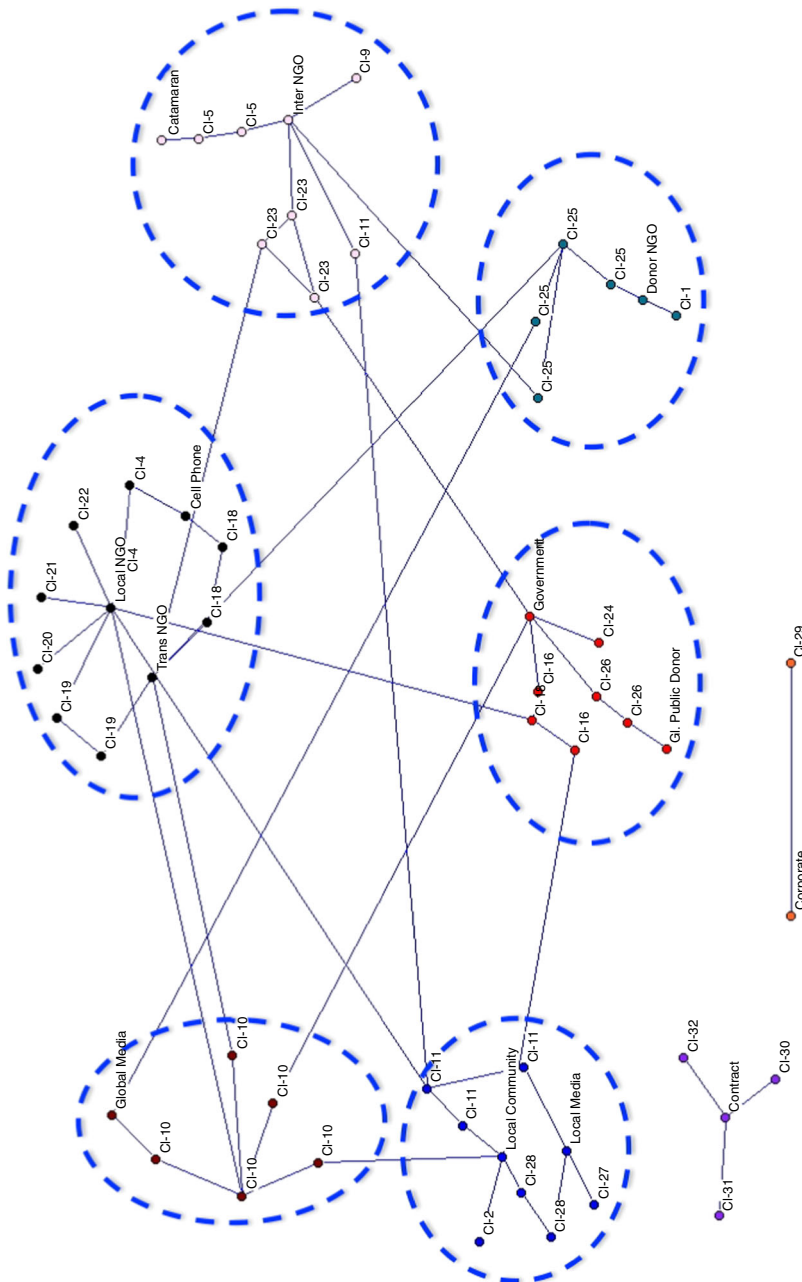 Catamaran
CI-5
CI-5
Inter NGO
CI-9
CI-23
CI-23
CI-23
CI-11
CI-22
CI-4
Local NGO
CI-4
Cell Phone
CI-18
CI-18
CI-21
CI-20
CI-19
CI-19
Trans NGO
CI-25
CI-25
CI-25
CI-25
Donor NGO
CI-1
Government
CI-24
CI-16
CI-16
CI-16
CI-26
CI-26
Gl. Public Donor
Global Media
CI-10
CI-10
CI-10
CI-10
CI-10
CI-11
CI-11
CI-11
Local Community
CI-2
CI-28
CI-28
Local Media
CI-27
CI-29
Corporate
CI-32
Contract
CI-30
CI-31